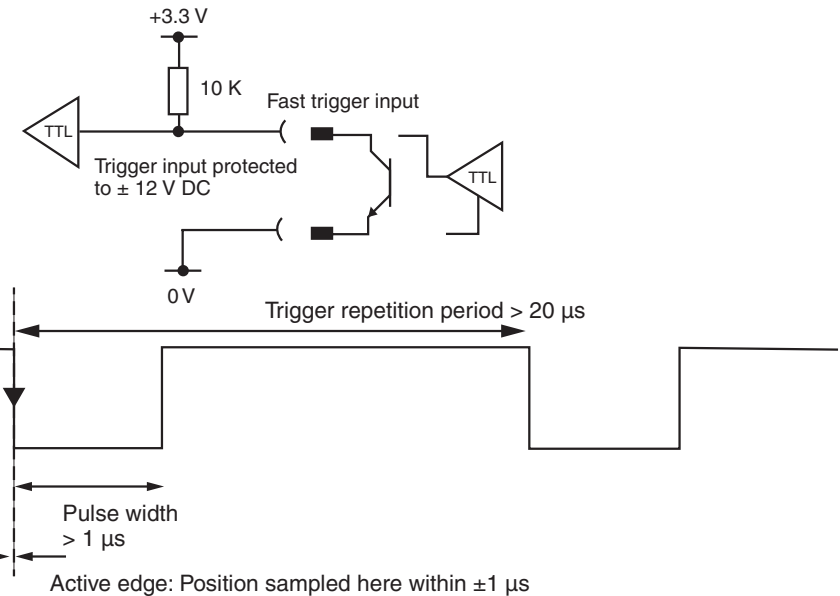 +3.3 V
10 K
Fast trigger input
TTL
TTL
Trigger input protected
to ± 12 V DC
0 V
Trigger repetition period > 20 µs
Pulse width
> 1 µs
Active edge: Position sampled here within ±1 µs